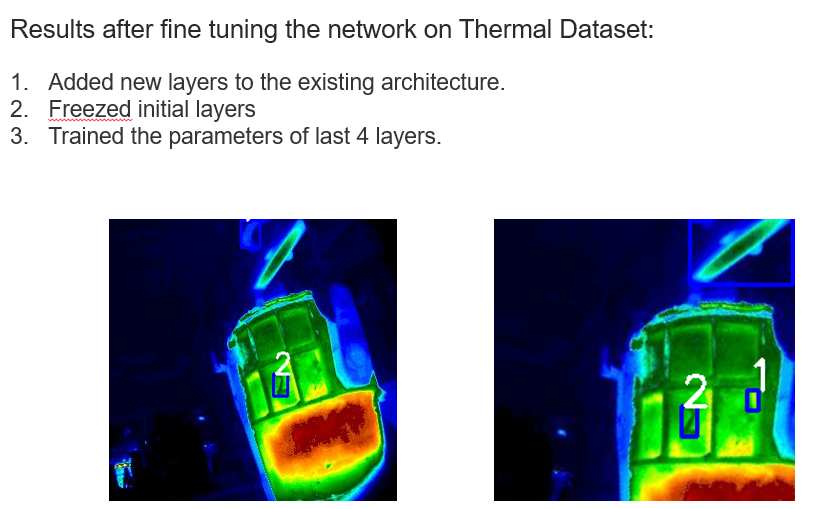 Results after fine tuning the network on Thermal Dataset:
1. Added new layers to the existing architecture.
2. Freezed initial layers
3. Trained the parameters of last 4 layers.
2
1
2